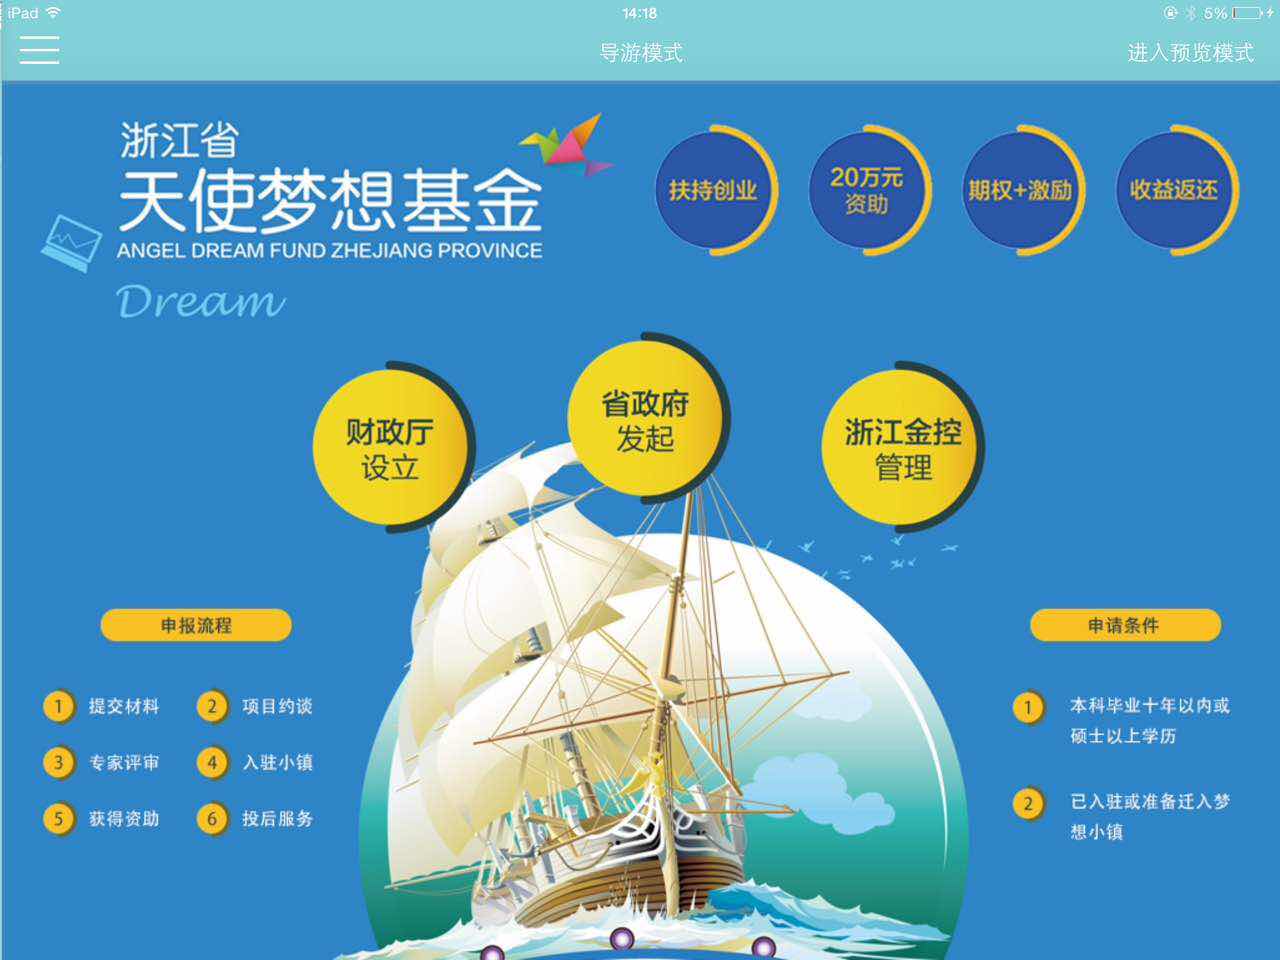 iPad
14:18
5%
导游模式
进入预览模式
浙江省
天使梦想基金
ANGEL DREAM FUND ZHEJIANG PROVINCE
Dream
扶持创业
20万元
资助
期权+激励
收益返还
财政厅
设立
省政府
发起
浙江金控
管理
申报流程
1 提交材料
2 项目约谈
3 专家评审
4 入驻小镇
5 获得资助
6 投后服务
申请条件
1 本科毕业十年以内或
硕士以上学历
2 已入驻或准备迁入梦
想小镇